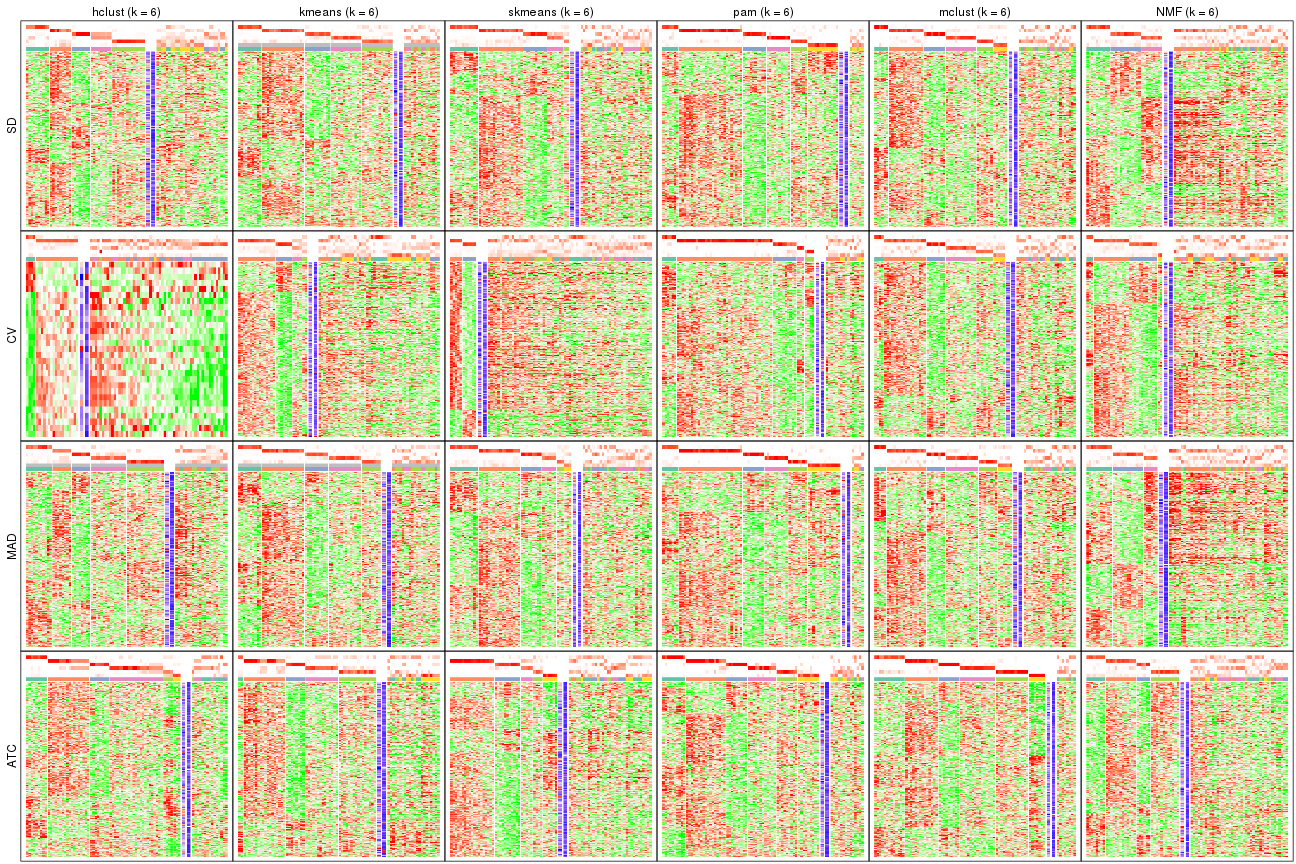 hclust (k = 6) kmeans (k = 6) skmeans (k = 6) pam (k = 6) mclust (k = 6) NMF (k = 6)
SD
CV
MAD
ATC